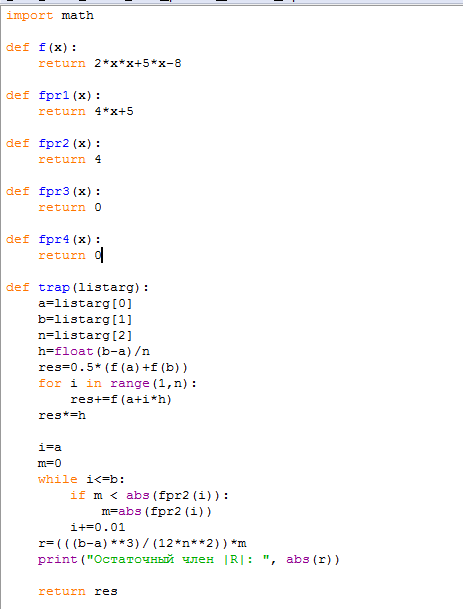 import math
def f(x):
    return 2*x*x+5*x-8
def fpr1(x):
    return 4*x+5
def fpr2(x):
    return 4
def fpr3(x):
    return 0
def fpr4(x):
    return 0
def trap(listarg):
    a=listarg[0]
    b=listarg[1]
    n=listarg[2]
    h=float(b-a)/n
    res=0.5*(f(a)+f(b))
    for i in range(1,n):
        res+=f(a+i*h)
    res*=h
    i=a
    m=0
    while i<=b:
        if m < abs(fpr2(i)):
            m=abs(fpr2(i))
        i+=0.01
    r=(((b-a)**3)/(12*n**2))*m
    print("Остаточный член |R|: ", abs(r))
    return res